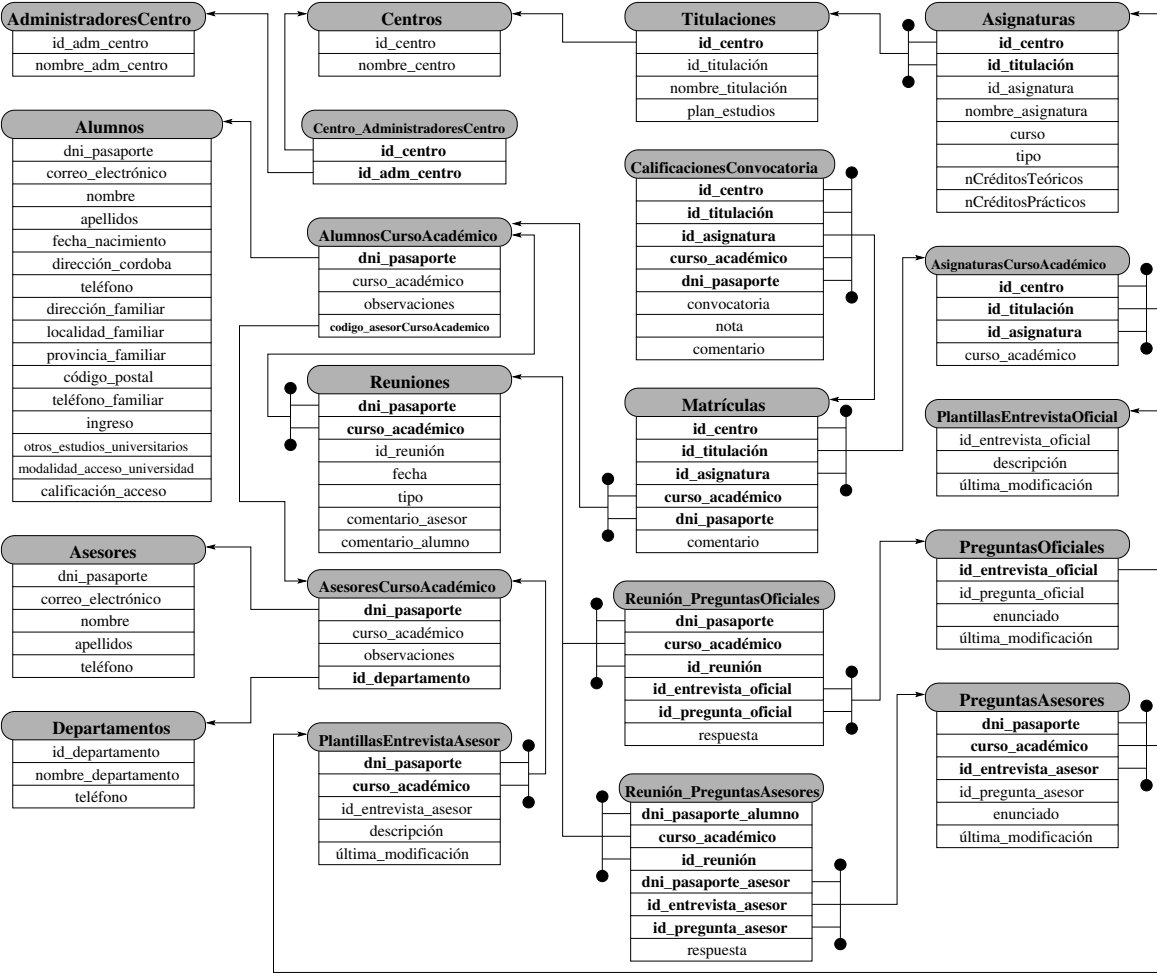 AdministradoresCentro
id_adm_centro
nombre_adm_centro
Centros
id_centro
nombre_centro
Titulaciones
id_centro
id_titulación
nombre_titulación
plan_estudios
Asignaturas
id_centro
id_titulación
id_asignatura
nombre_asignatura
curso
tipo
nCréditosTeóricos
nCréditosPrácticos
Alumnos
dni_pasaporte
correo_electrónico
nombre
apellidos
fecha_nacimiento
dirección_cordoba
teléfono
dirección_familiar
localidad_familiar
provincia_familiar
código_postal
teléfono_familiar
ingreso
otros_estudios_universitarios
modalidad_acceso_universidad
calificación_acceso
Centro_AdministradoresCentro
id_centro
id_adm_centro
CalificacionesConvocatoria
id_centro
id_titulación
id_asignatura
curso_académico
dni_pasaporte
convocatoria
nota
comentario
AlumnosCursoAcadémico
dni_pasaporte
curso_académico
observaciones
codigo_asesorCursoAcademico
AsignaturasCursoAcadémico
id_centro
id_titulación
id_asignatura
curso_académico
Reuniones
dni_pasaporte
curso_académico
id_reunión
fecha
tipo
comentario_asesor
comentario_alumno
Matrículas
id_centro
id_titulación
id_asignatura
curso_académico
dni_pasaporte
comentario
PlantillasEntrevistaOficial
id_entrevista_oficial
descripción
última_modificación
Asesores
dni_pasaporte
correo_electrónico
nombre
apellidos
teléfono
AsesoresCursoAcadémico
dni_pasaporte
curso_académico
observaciones
id_departamento
Reunión_PreguntasOficiales
dni_pasaporte
curso_académico
id_reunión
id_entrevista_oficial
id_pregunta_oficial
respuesta
PreguntasOficiales
id_entrevista_oficial
id_pregunta_oficial
enunciado
última_modificación
Departamentos
id_departamento
nombre_departamento
teléfono
PlantillasEntrevistaAsesor
dni_pasaporte
curso_académico
id_entrevista_asesor
descripción
última_modificación
Reunión_PreguntasAsesores
dni_pasaporte_alumno
curso_académico
id_reunión
dni_pasaporte_asesor
id_entrevista_asesor
id_pregunta_asesor
respuesta
PreguntasAsesores
dni_pasaporte
curso_académico
id_entrevista_asesor
id_pregunta_asesor
enunciado
última_modificación